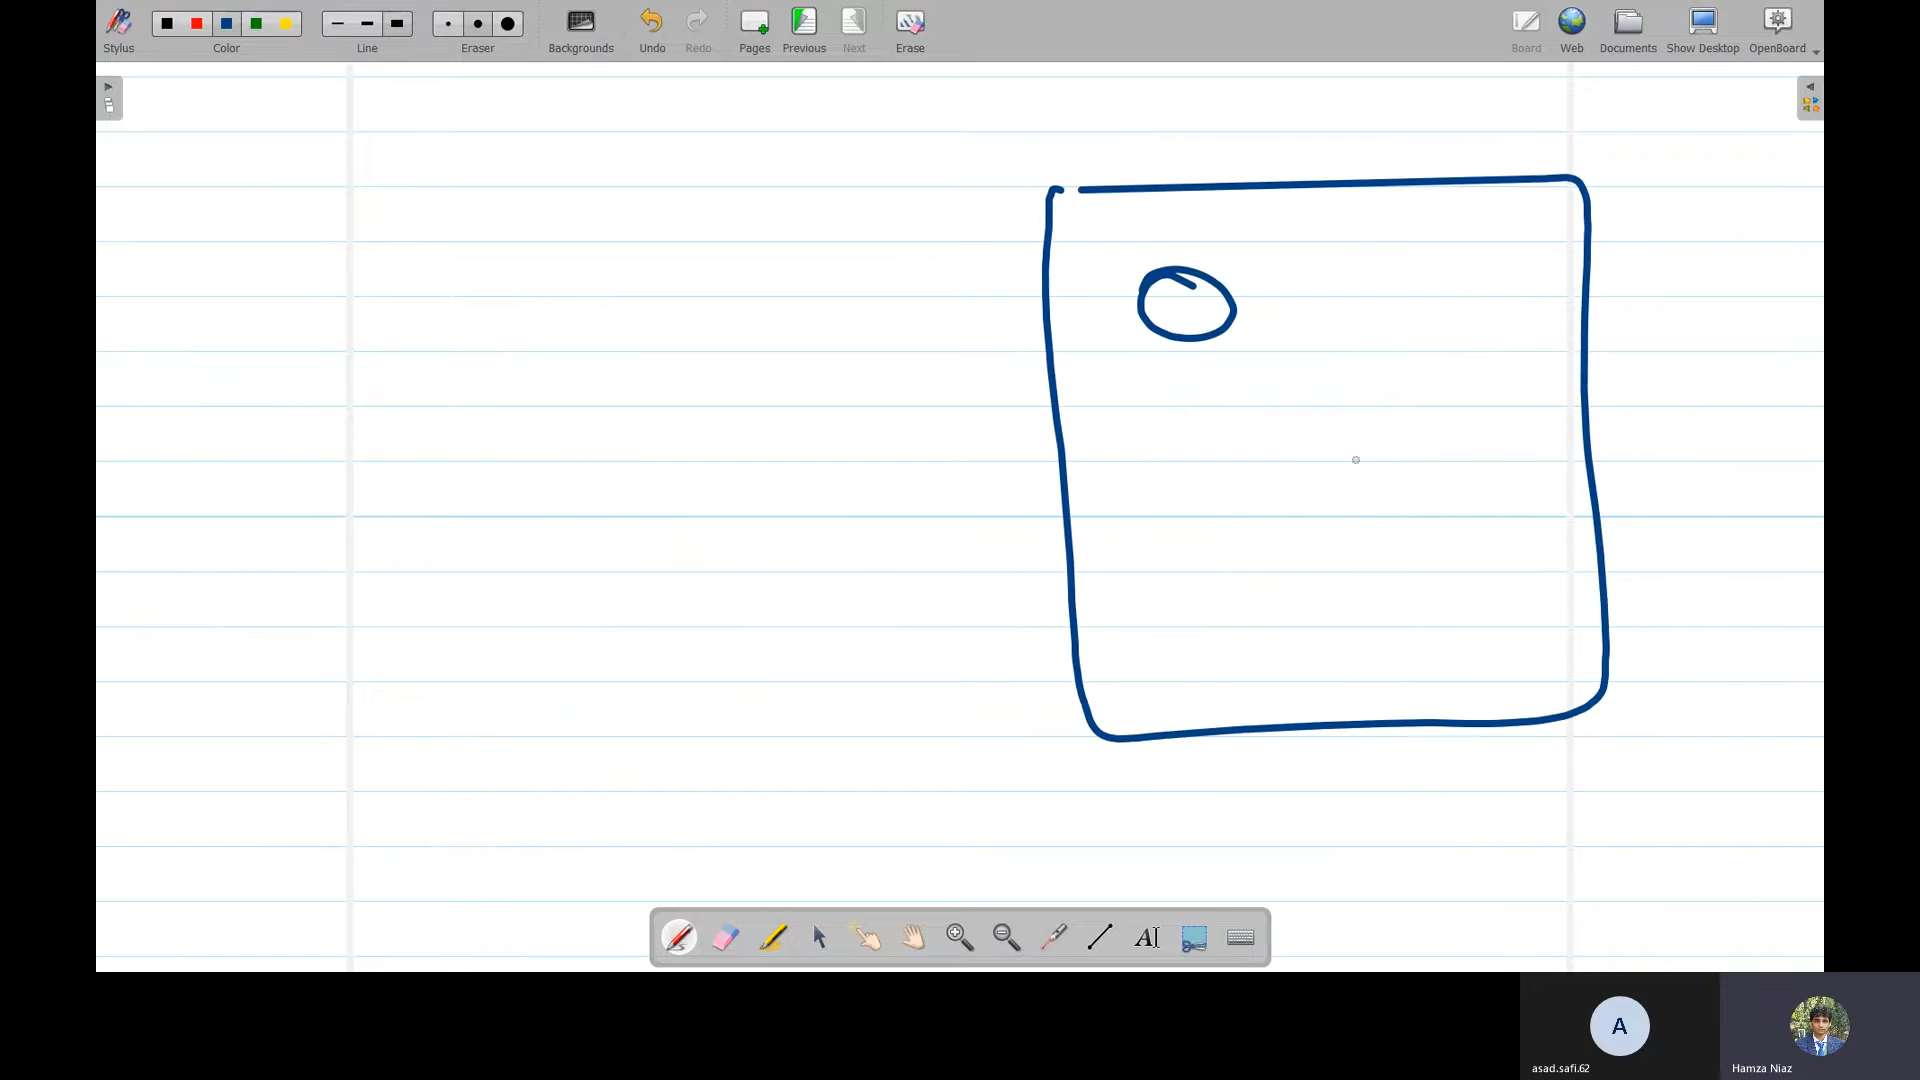 Stylus
Color
Line
Eraser
Backgrounds
Undo
Redo
Pages
Previous
Next
Erase
Board
Web
Documents
Show Desktop
OpenBoard
A
asad.safi.62
Hamza Niaz